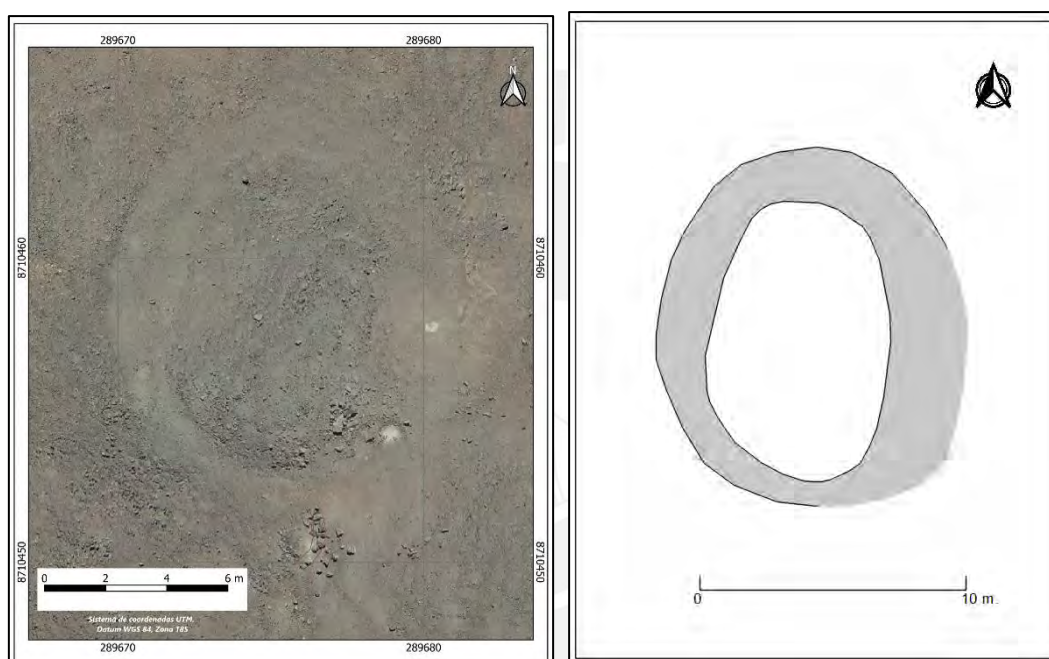 289670 289680
N
8710460 8710460
8710450 8710450
0 2 4 6 m
Sistema de coordenadas UTM.
Datum WGS 84, Zona 18S
289670 289680
0 10 m.